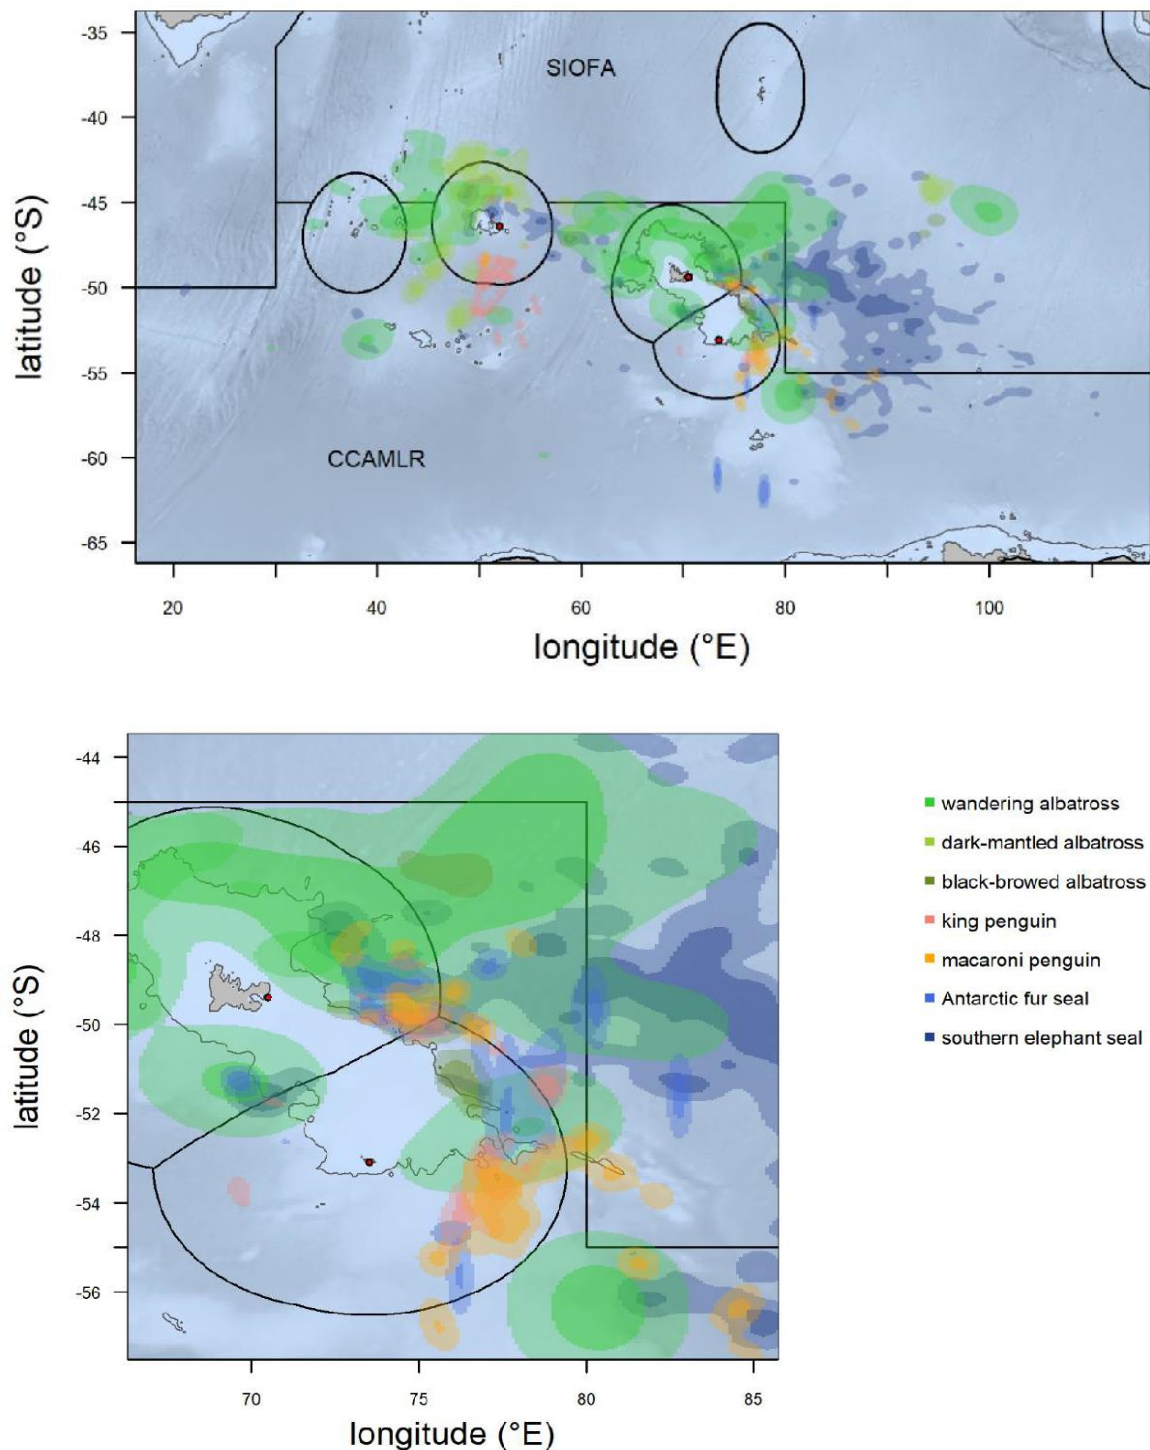 -35
-40
-45
-50
-55
-60
-65
latitude (°S)
SIOFA
CCAMLR
20
40
60
80
100
longitude (°E)
-44
-46
-48
-50
-52
-54
-56
latitude (°S)
70
75
80
85
longitude (°E)
wandering albatross
dark-mantled albatross
black-browed albatross
king penguin
macaroni penguin
Antarctic fur seal
southern elephant seal